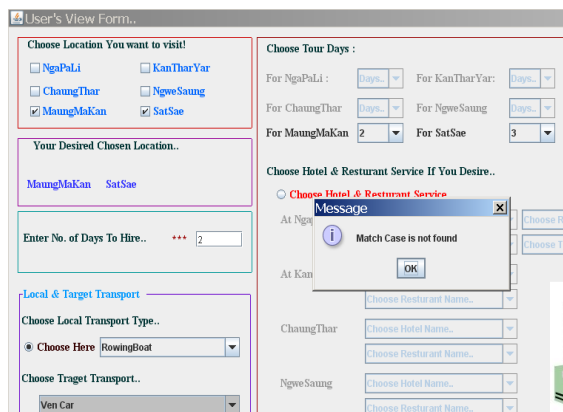 User's View Form..
Choose Location You want to visit!
NgaPaLi KanTharYar
ChaungThar NgweSaung
MaungMaKan SatSae
Your Desired Chosen Location..
MaungMaKan SatSae
Enter No. of Days To Hire.. *** 2
Local & Target Transport
Choose Local Transport Type..
Choose Here RowingBoat
Choose Traget Transport..
Ven Car
Choose Tour Days :
For NgaPaLi : Days.. For KanTharYar: Days..
For ChaungThar Days.. For NgweSaung Days..
For MaungMaKan 2 For SatSae 3
Choose Hotel & Resturant Service If You Desire..
Choose Hotel & Resturant Service
Message
Match Case is not found
OK
At Nga
Choose
Choose
At Kan
Choose Resturant Name..
ChaungThar Choose Hotel Name..
Choose Resturant Name..
NgweSaung Choose Hotel Name..
Choose Resturant Name..